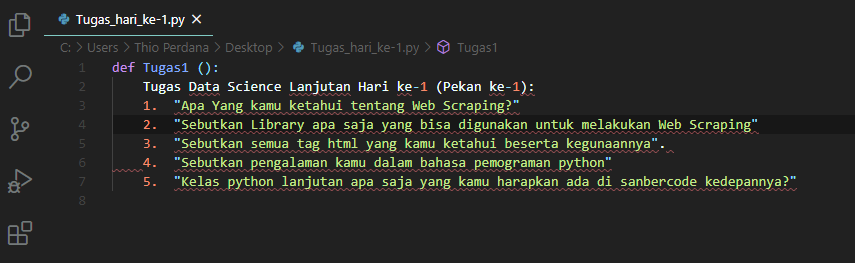 Tugas_hari_ke-1.py ×
C: > Users > Thio Perdana > Desktop > Tugas_hari_ke-1.py > Tugas1
1 def Tugas1 ():
2 Tugas Data Science Lanjutan Hari ke-1 (Pekan ke-1):
3 1. "Apa Yang kamu ketahui tentang Web Scraping?"
4 2. "Sebutkan Library apa saja yang bisa digunakan untuk melakukan Web Scraping"
5 3. "Sebutkan semua tag html yang kamu ketahui beserta kegunaannya".
6 4. "Sebutkan pengalaman kamu dalam bahasa pemograman python"
7 5. "Kelas python lanjutan apa saja yang kamu harapkan ada di sanbercode kedepannya?"
8